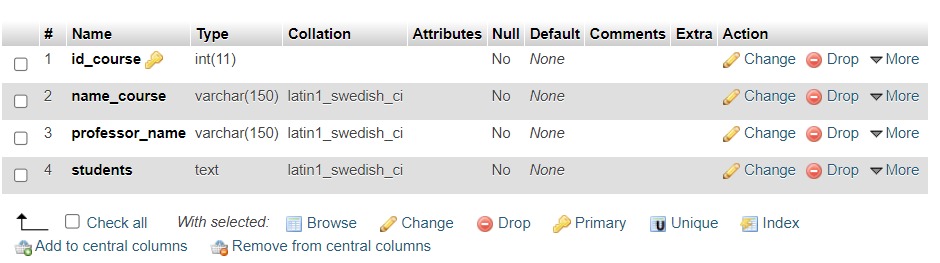 # Name Type Collation Attributes Null Default Comments Extra Action
1 id_course int(11) No None Change Drop More
2 name_course varchar(150) latin1_swedish_ci No None Change Drop More
3 professor_name varchar(150) latin1_swedish_ci No None Change Drop More
4 students text latin1_swedish_ci No None Change Drop More
Check all With selected: Browse Change Drop Primary Unique Index
Add to central columns Remove from central columns